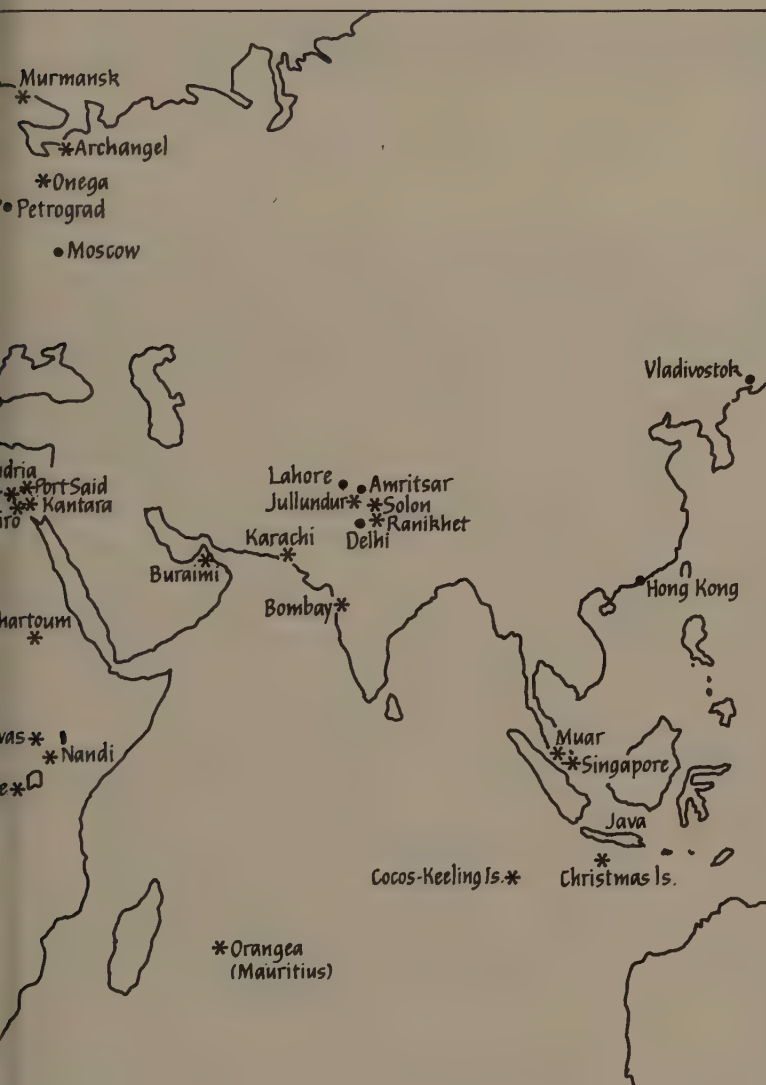 Murmansk
Archangel
Onega
Petrograd
Moscow
Vladivostok
Port Said
Kantara
Lahore
Amritsar
Jullundur
Solon
Ranikhet
Delhi
Karachi
Buraimi
Bombay
Hong Kong
Nandi
Muar
Singapore
Java
Cocos-Keeling Is.
Christmas Is.
Orangea
(Mauritius)